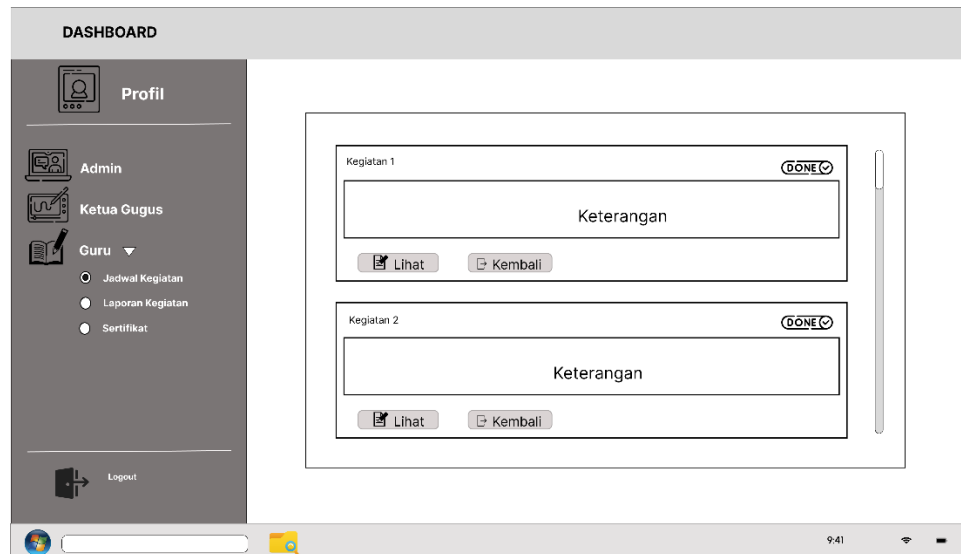 DASHBOARD
Profil
Admin
Ketua Gugus
Guru
Jadwal Kegiatan
Laporan Kegiatan
Sertifikat
Logout
Kegiatan 1
DONE
Keterangan
Lihat
Kembali
Kegiatan 2
DONE
Keterangan
Lihat
Kembali
9:41